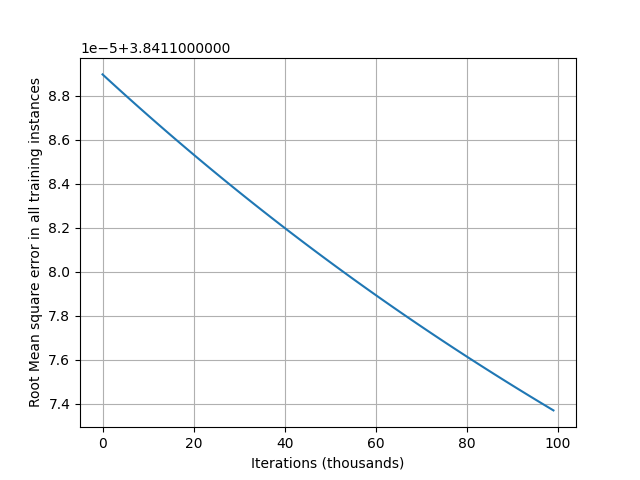 1e−5+3.8411000000
8.8
8.6
8.4
8.2
8.0
7.8
7.6
7.4
Root Mean square error in all training instances
0 20 40 60 80 100
Iterations (thousands)